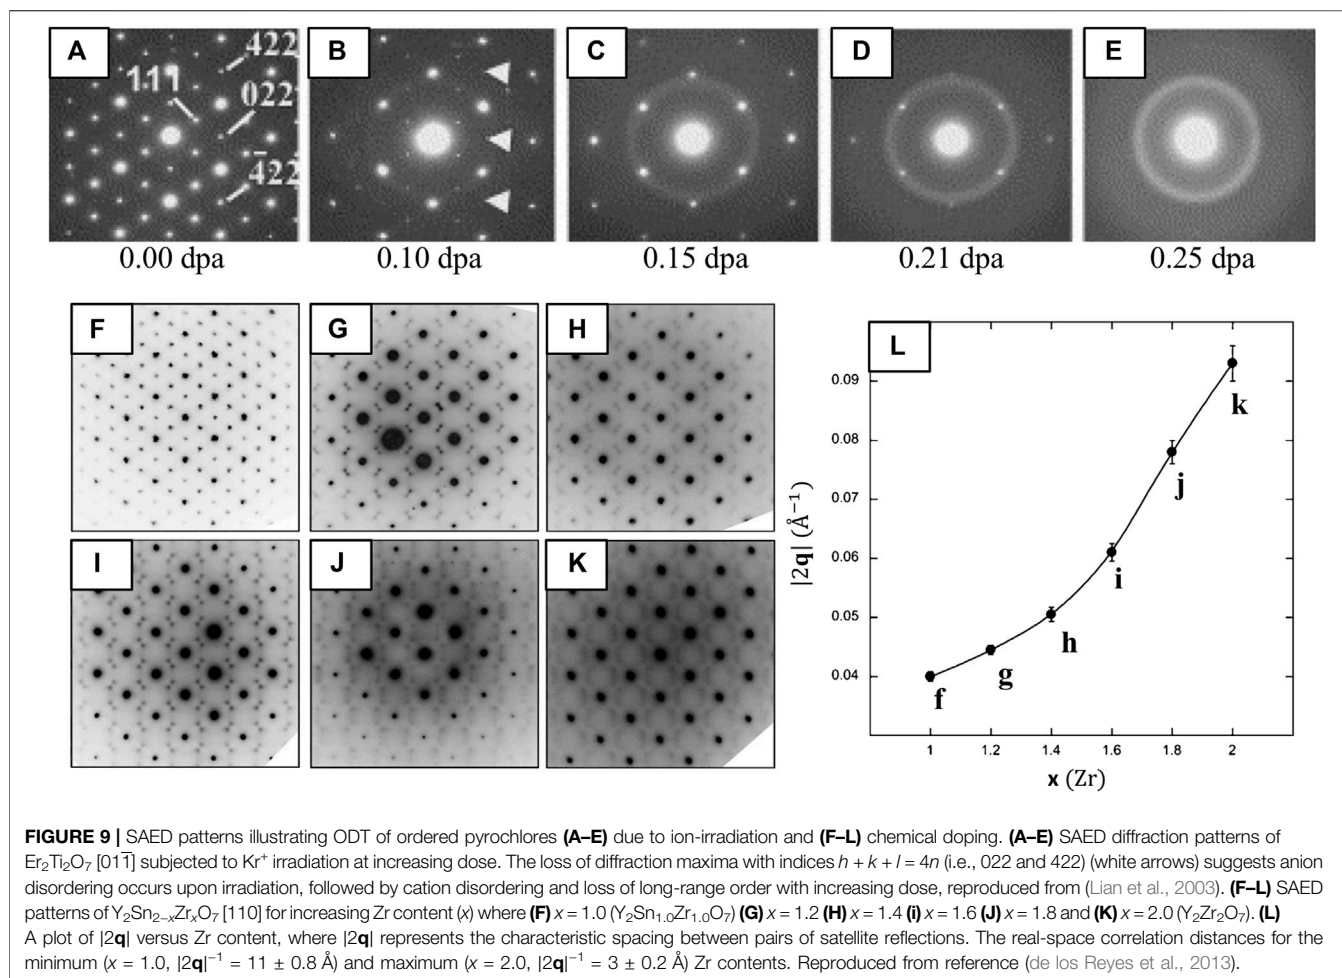 A
B
C
D
E
422
1̄1̄1
022
4̄22
0.00 dpa
0.10 dpa
0.15 dpa
0.21 dpa
0.25 dpa
F
G
H
I
J
K
L
|2q| (Å⁻¹)
0.09
0.08
0.07
0.06
0.05
0.04
f
g
h
i
j
k
1
1.2
1.4
1.6
1.8
2
x (Zr)
FIGURE 9 | SAED patterns illustrating ODT of ordered pyrochlores (A–E) due to ion-irradiation and (F–L) chemical doping. (A–E) SAED diffraction patterns of
Er₂Ti₂O₇ [011̄] subjected to Kr⁺ irradiation at increasing dose. The loss of diffraction maxima with indices h + k + l = 4n (i.e., 022 and 422) (white arrows) suggests anion
disordering occurs upon irradiation, followed by cation disordering and loss of long-range order with increasing dose, reproduced from (Lian et al., 2003). (F–L) SAED
patterns of Y₂Sn₂₋ₓZrₓO₇ [110] for increasing Zr content (x) where (F) x = 1.0 (Y₂Sn₁.₀Zr₁.₀O₇) (G) x = 1.2 (H) x = 1.4 (i) x = 1.6 (J) x = 1.8 and (K) x = 2.0 (Y₂Zr₂O₇). (L)
A plot of |2q| versus Zr content, where |2q| represents the characteristic spacing between pairs of satellite reflections. The real-space correlation distances for the
minimum (x = 1.0, |2q|⁻¹ = 11 ± 0.8 Å) and maximum (x = 2.0, |2q|⁻¹ = 3 ± 0.2 Å) Zr contents. Reproduced from reference (de los Reyes et al., 2013).